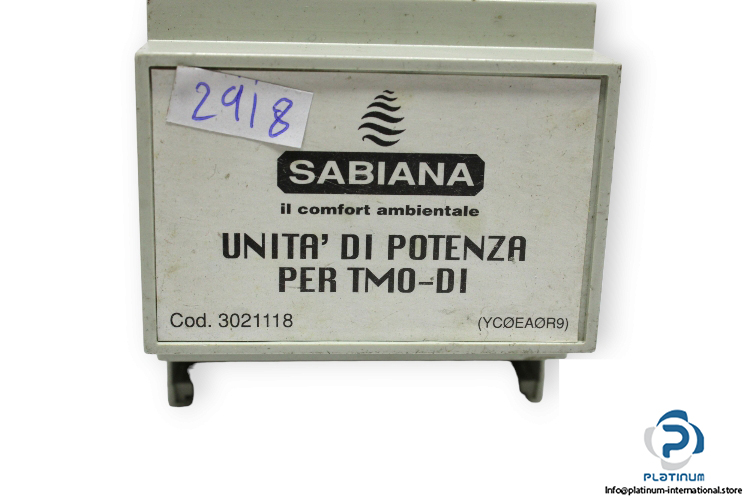 2918
SABIANA
il comfort ambientale
UNITA' DI POTENZA
PER TMO-DI
Cod. 3021118
(YCØEAØR9)
PLATINUM
Info@platinum-international.store